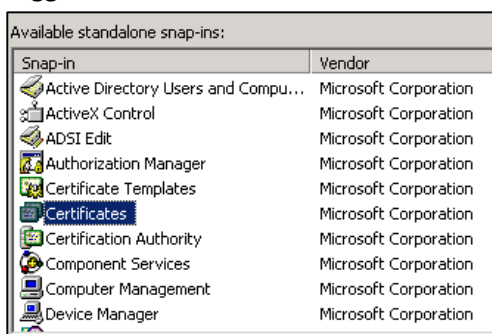 Available standalone snap-ins:
Snap-in Vendor
Active Directory Users and Compu... Microsoft Corporation
ActiveX Control Microsoft Corporation
ADSI Edit Microsoft Corporation
Authorization Manager Microsoft Corporation
Certificate Templates Microsoft Corporation
Certificates Microsoft Corporation
Certification Authority Microsoft Corporation
Component Services Microsoft Corporation
Computer Management Microsoft Corporation
Device Manager Microsoft Corporation